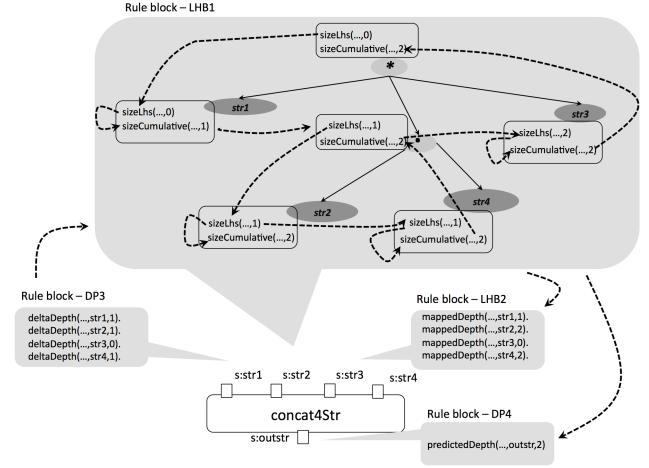 Rule block – LHB1
sizeLhs(...,0)
sizeCumulative(...,2)
*
str1
str3
sizeLhs(...,0)
sizeCumulative(...,1)
sizeLhs(...,1)
sizeCumulative(...,2)
sizeLhs(...,2)
sizeCumulative(...,2)
str2
str4
sizeLhs(...,1)
sizeCumulative(...,2)
sizeLhs(...,1)
sizeCumulative(...,2)
Rule block – DP3
deltaDepth(...,str1,1).
deltaDepth(...,str2,1).
deltaDepth(...,str3,0).
deltaDepth(...,str4,1).
Rule block – LHB2
mappedDepth(...,str1,1).
mappedDepth(...,str2,2).
mappedDepth(...,str3,0).
mappedDepth(...,str4,2).
s:str1 s:str2 s:str3 s:str4
concat4Str
s:outstr
Rule block – DP4
predictedDepth(...,outstr,2)